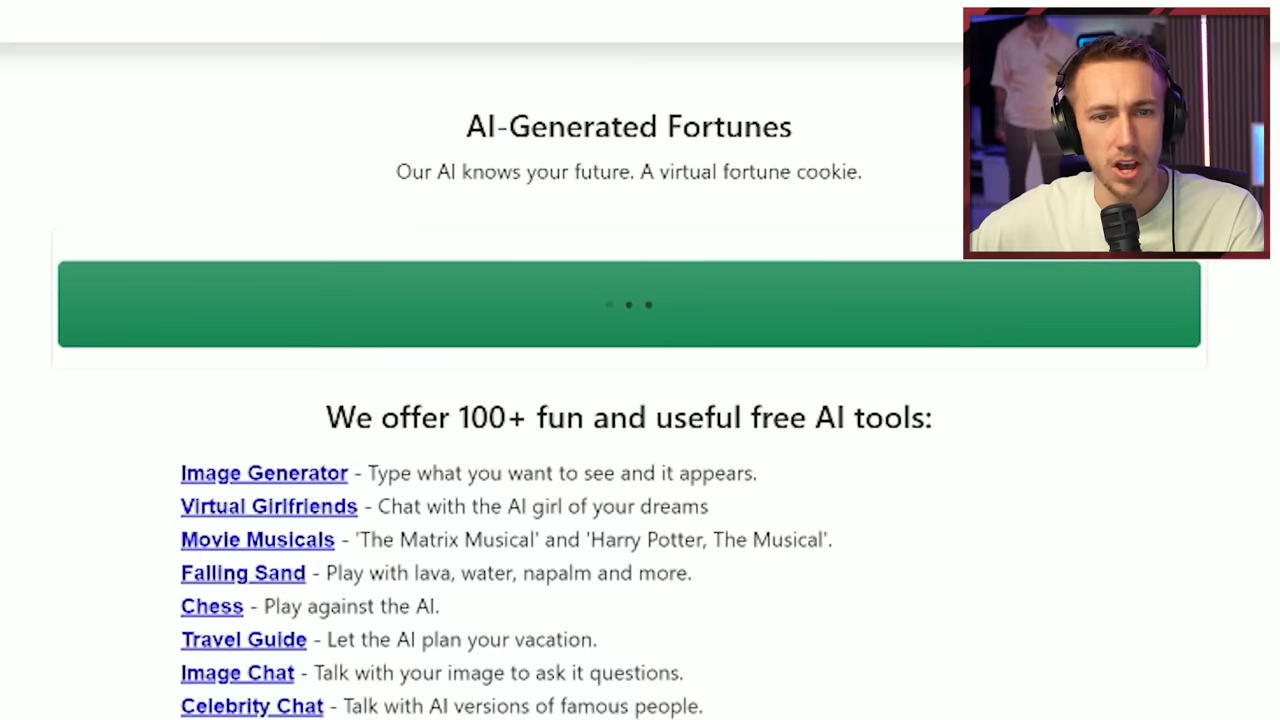 AI-Generated Fortunes
Our AI knows your future. A virtual fortune cookie.
We offer 100+ fun and useful free AI tools:
Image Generator - Type what you want to see and it appears.
Virtual Girlfriends - Chat with the AI girl of your dreams
Movie Musicals - 'The Matrix Musical' and 'Harry Potter, The Musical'.
Falling Sand - Play with lava, water, napalm and more.
Chess - Play against the AI.
Travel Guide - Let the AI plan your vacation.
Image Chat - Talk with your image to ask it questions.
Celebrity Chat - Talk with AI versions of famous people.